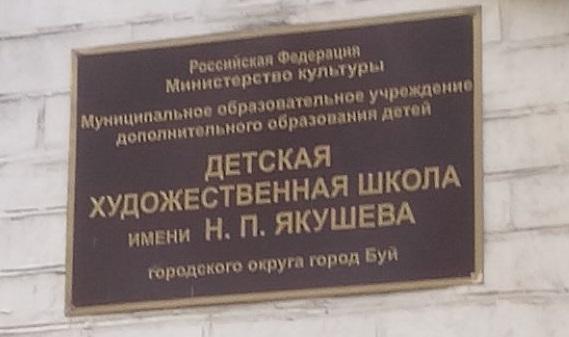 Российская Федерация
Министерство культуры
Муниципальное образовательное учреждение
дополнительного образования детей
ДЕТСКАЯ
ХУДОЖЕСТВЕННАЯ ШКОЛА
ИМЕНИ Н. П. ЯКУШЕВА
городского округа город Буй